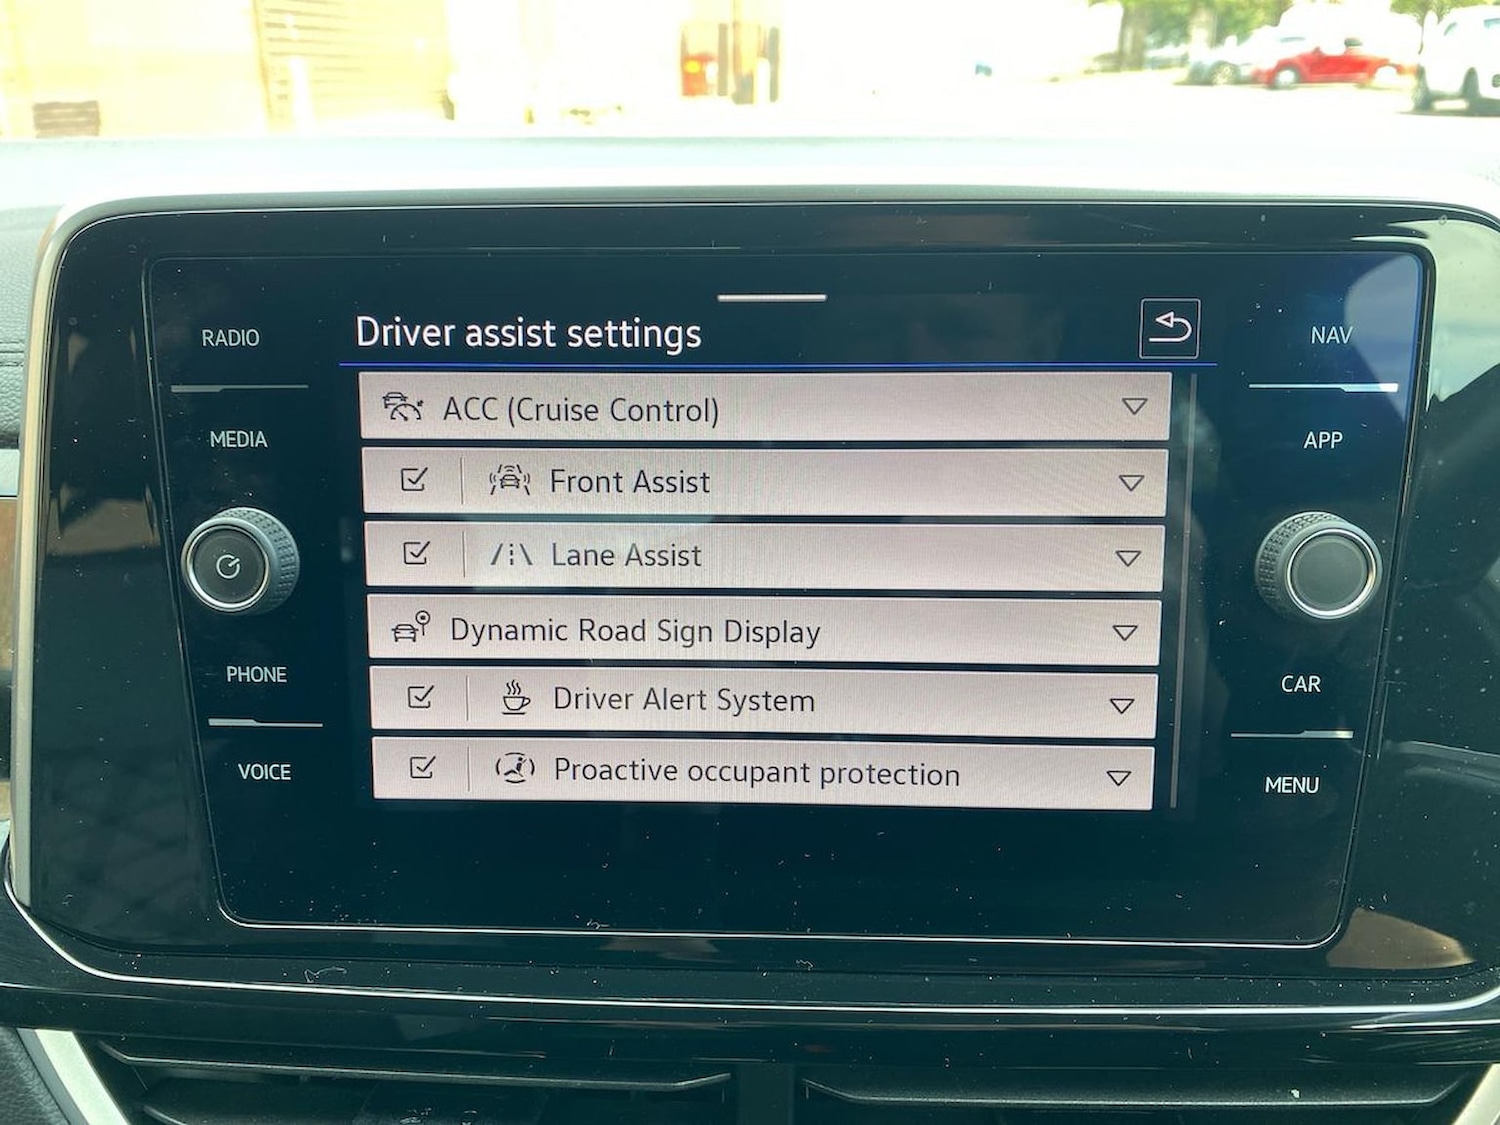 Driver assist settings
RADIO
MEDIA
PHONE
VOICE
ACC (Cruise Control)
Front Assist
Lane Assist
Dynamic Road Sign Display
Driver Alert System
Proactive occupant protection
NAV
APP
CAR
MENU